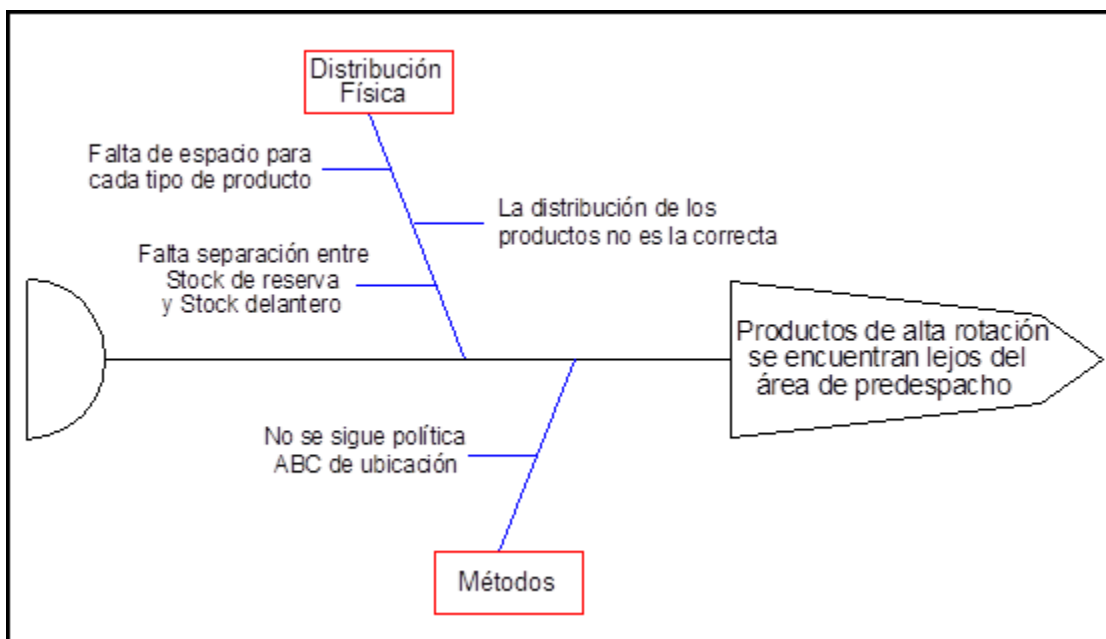 Distribución
Física
Falta de espacio para
cada tipo de producto
La distribución de los
productos no es la correcta
Falta separación entre
Stock de reserva
y Stock delantero
Productos de alta rotación
se encuentran lejos del
área de predespacho
No se sigue política
ABC de ubicación
Métodos